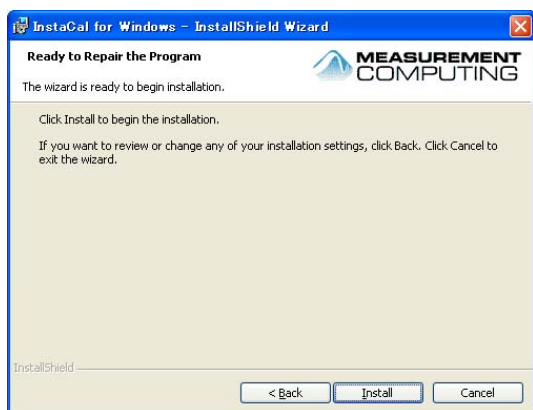 InstaCal for Windows - InstallShield Wizard
Ready to Repair the Program
The wizard is ready to begin installation.
MEASUREMENT
COMPUTING
Click Install to begin the installation.
If you want to review or change any of your installation settings, click Back. Click Cancel to
exit the wizard.
InstallShield
< Back
Install
Cancel